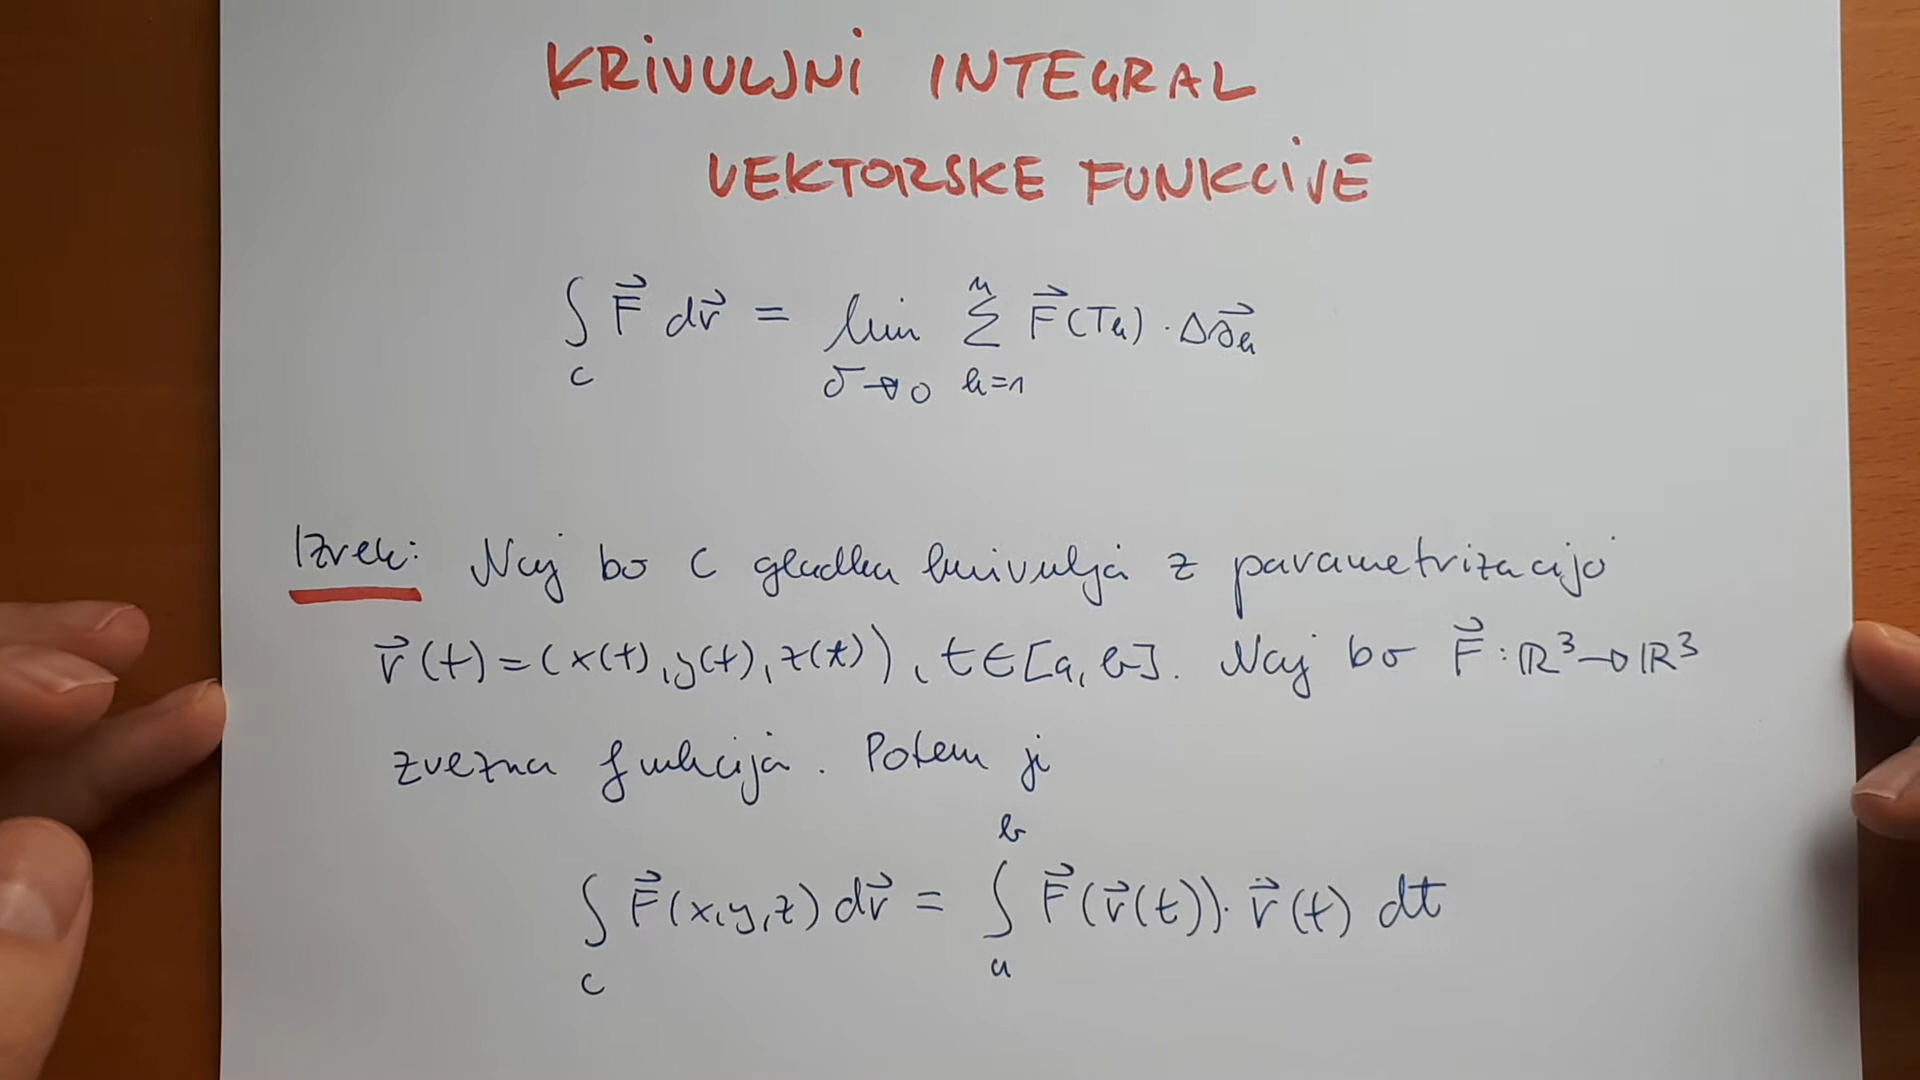 KRIVULJNI INTEGRAL
VEKTORSKE FUNKCIJE
∫_C F⃗ dr⃗ = lim_{δ→0} Σ_{k=1}^{n} F⃗(T_k) · Δs⃗_k
Izrek: Naj bo C gladka krivulja z parametrizacijo
r⃗(t) = (x(t), y(t), z(t)), t ∈ [a, b]. Naj bo F⃗ : ℝ³ → ℝ³
zvezna funkcija. Potem je
∫_C F⃗(x,y,z) dr⃗ = ∫_a^b F⃗(r⃗(t)) · r⃗̇(t) dt